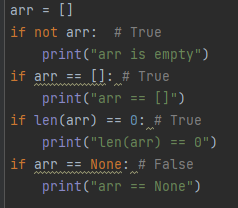 arr = []
if not arr:  # True
    print("arr is empty")
if arr == []: # True
    print("arr == []")
if len(arr) == 0: # True
    print("len(arr) == 0")
if arr == None: # False
    print("arr == None")